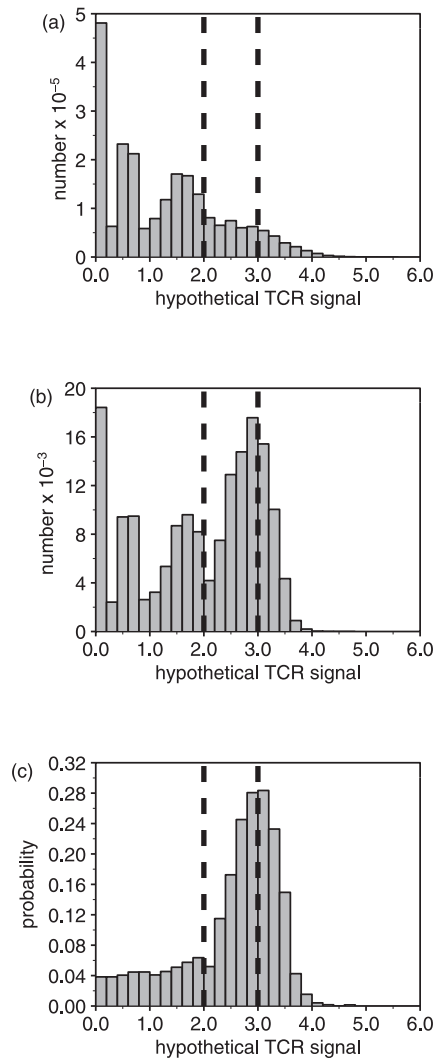 (a)
5
4
3
2
1
0
number x 10⁻⁵
0.0 1.0 2.0 3.0 4.0 5.0 6.0
hypothetical TCR signal
(b)
20
16
12
8
4
0
number x 10⁻³
0.0 1.0 2.0 3.0 4.0 5.0 6.0
hypothetical TCR signal
(c)
0.32
0.28
0.24
0.20
0.16
0.12
0.08
0.04
0.00
probability
0.0 1.0 2.0 3.0 4.0 5.0 6.0
hypothetical TCR signal